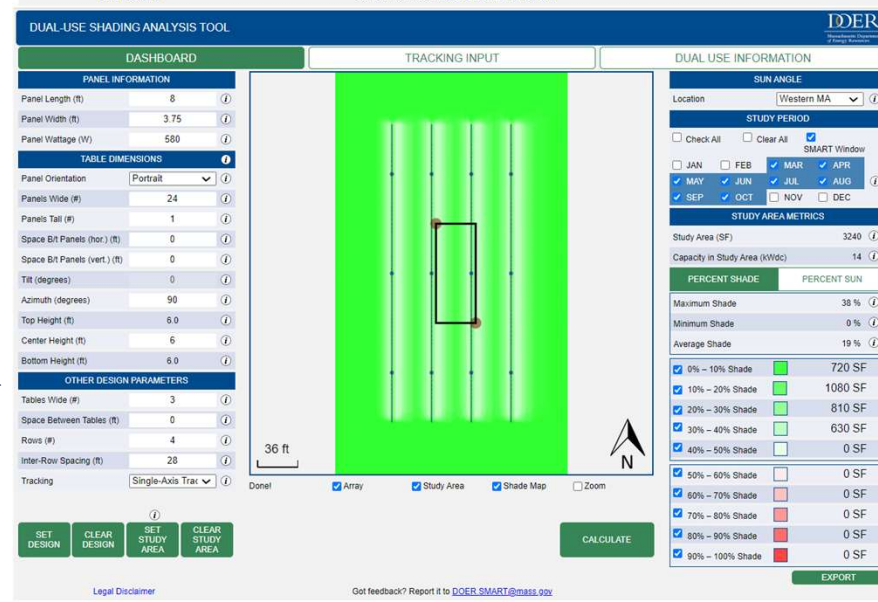 DUAL-USE SHADING ANALYSIS TOOL
DOER
Massachusetts Department
of Energy Resources
DASHBOARD
TRACKING INPUT
DUAL USE INFORMATION
PANEL INFORMATION
Panel Length (ft) 8
Panel Width (ft) 3.75
Panel Wattage (W) 580
TABLE DIMENSIONS
Panel Orientation Portrait
Panels Wide (#) 24
Panels Tall (#) 1
Space B/t Panels (hor.) (ft) 0
Space B/t Panels (vert.) (ft) 0
Tilt (degrees) 0
Azimuth (degrees) 90
Top Height (ft) 6.0
Center Height (ft) 6
Bottom Height (ft) 6.0
OTHER DESIGN PARAMETERS
Tables Wide (#) 3
Space Between Tables (ft) 0
Rows (#) 4
Inter-Row Spacing (ft) 28
Tracking Single-Axis Trac
SET DESIGN
CLEAR DESIGN
SET STUDY AREA
CLEAR STUDY AREA
36 ft
N
Done!
Array
Study Area
Shade Map
Zoom
CALCULATE
SUN ANGLE
Location Western MA
STUDY PERIOD
Check All Clear All SMART Window
JAN FEB MAR APR
MAY JUN JUL AUG
SEP OCT NOV DEC
STUDY AREA METRICS
Study Area (SF) 3240
Capacity in Study Area (kWdc) 14
PERCENT SHADE
PERCENT SUN
Maximum Shade 38 %
Minimum Shade 0 %
Average Shade 19 %
0% – 10% Shade 720 SF
10% – 20% Shade 1080 SF
20% – 30% Shade 810 SF
30% – 40% Shade 630 SF
40% – 50% Shade 0 SF
50% – 60% Shade 0 SF
60% – 70% Shade 0 SF
70% – 80% Shade 0 SF
80% – 90% Shade 0 SF
90% – 100% Shade 0 SF
EXPORT
Legal Disclaimer
Got feedback? Report it to DOER.SMART@mass.gov